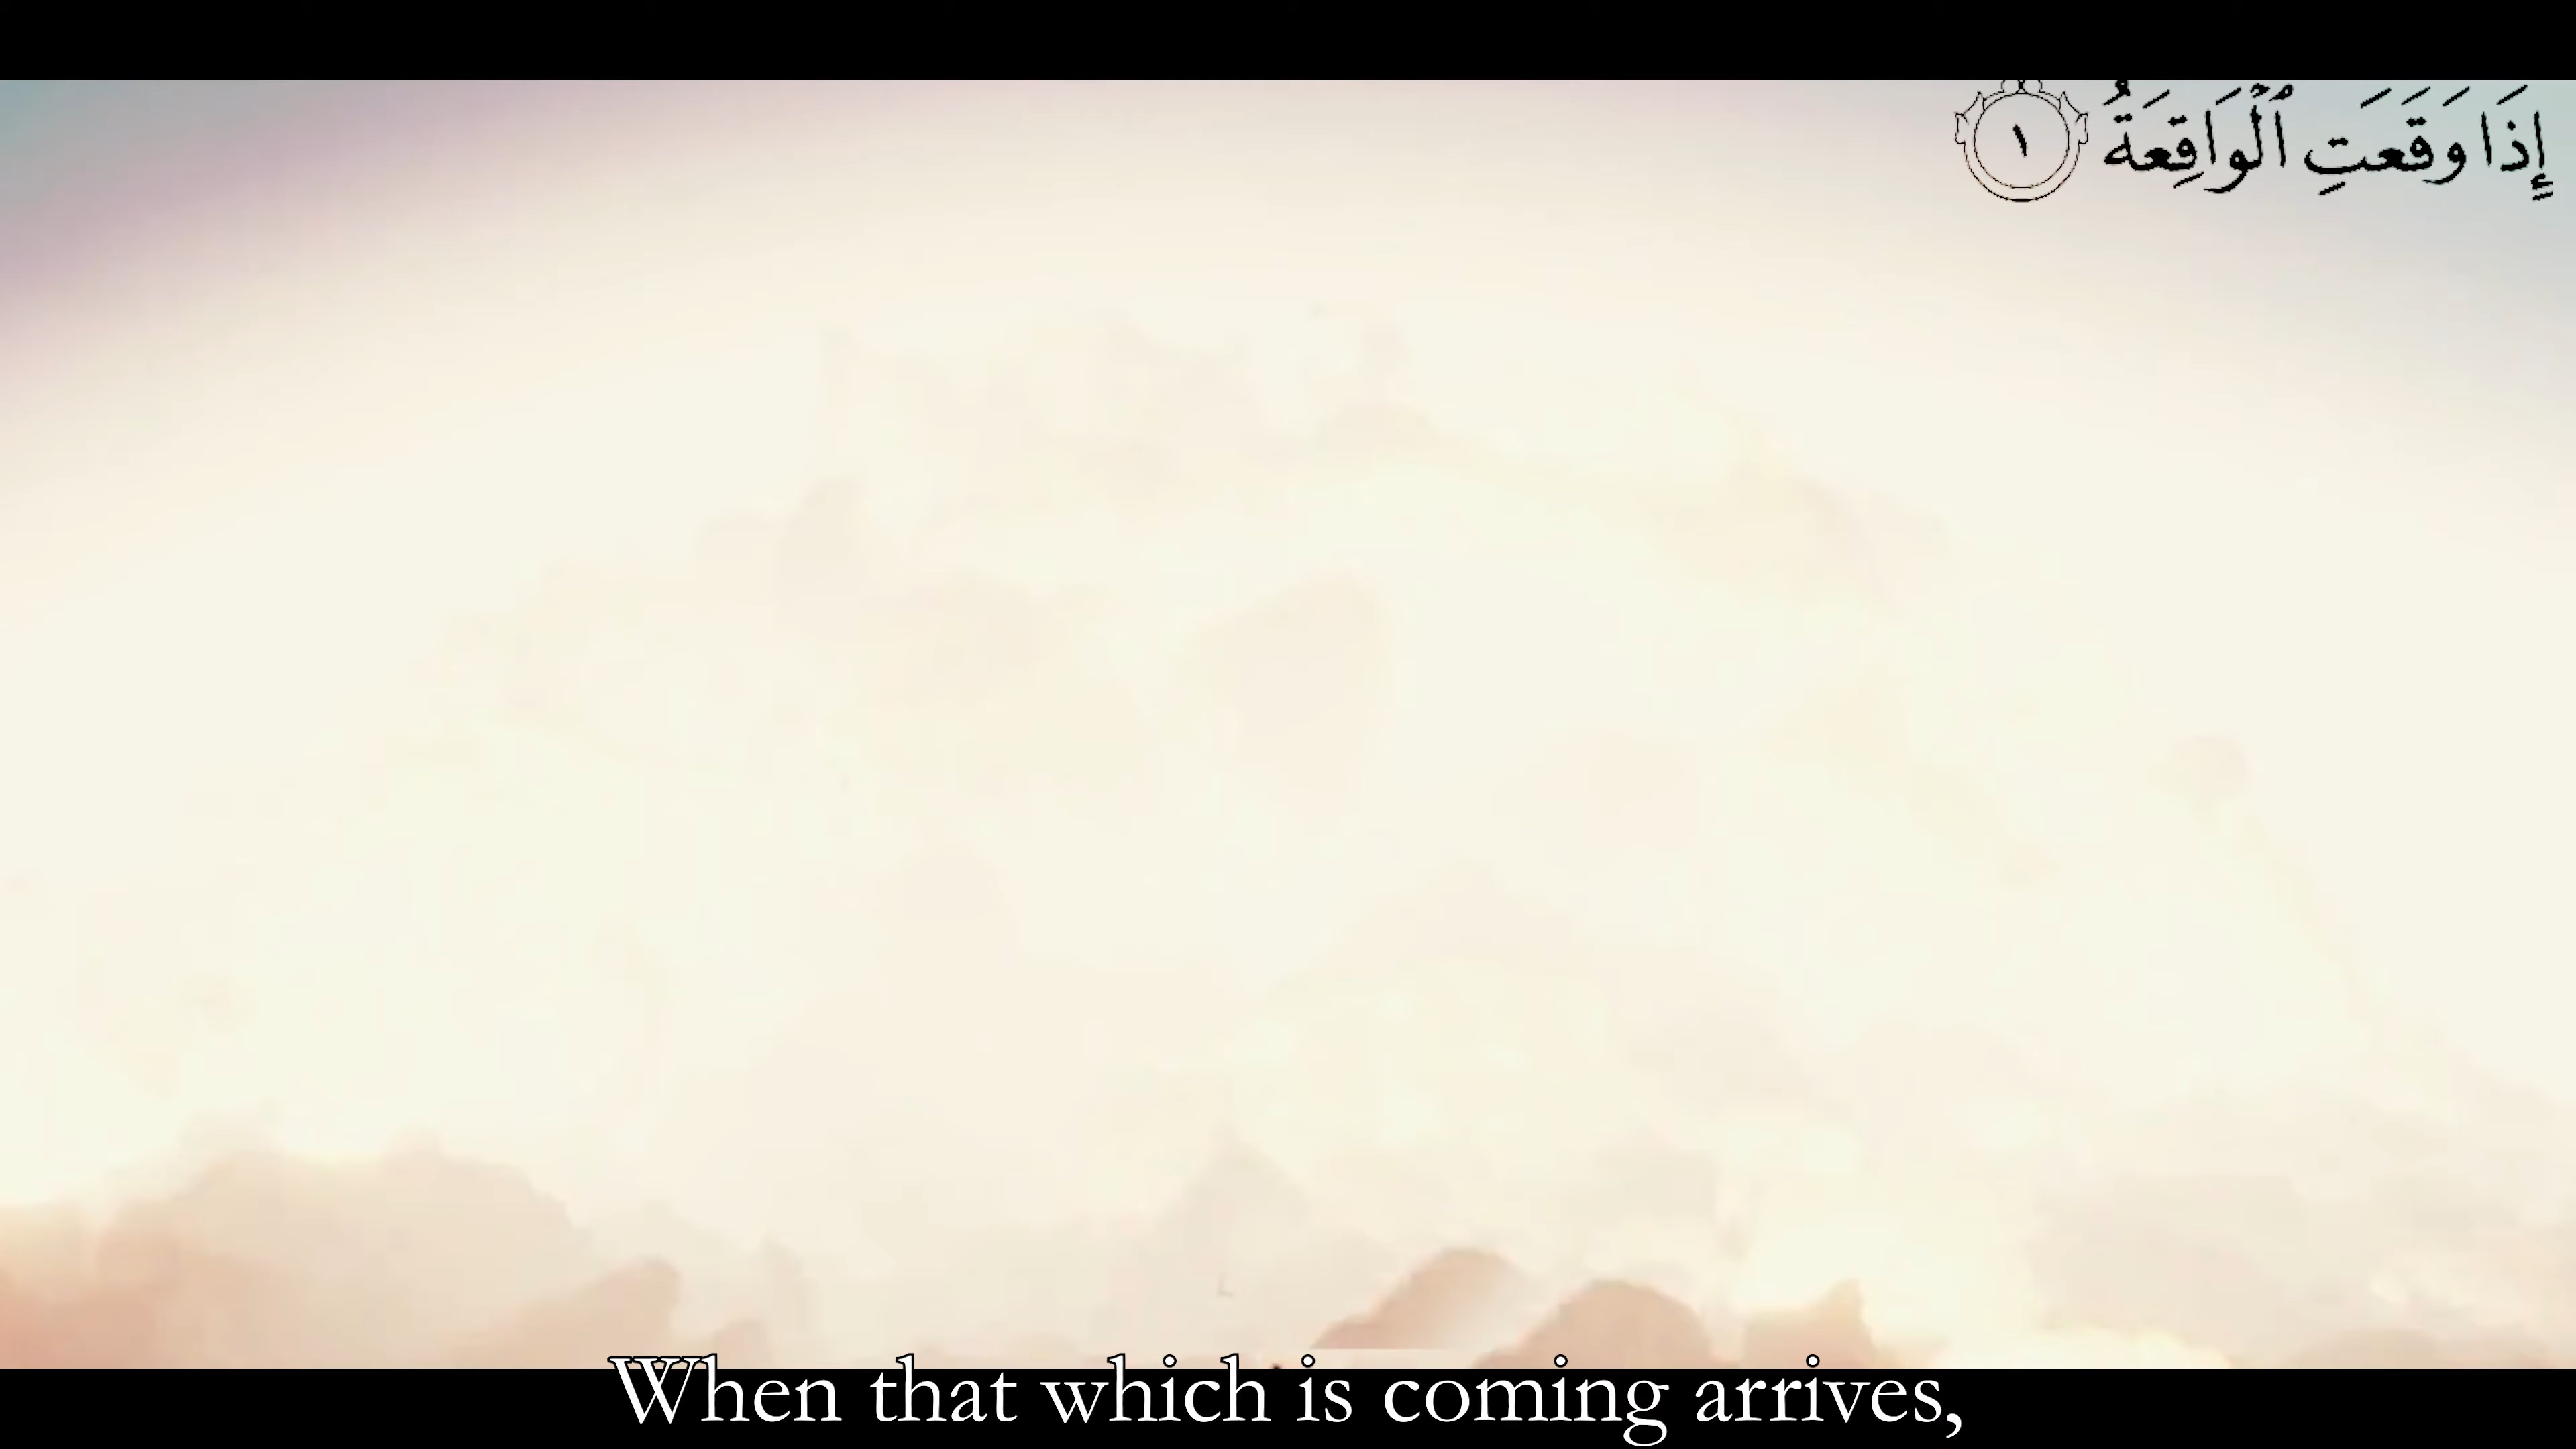 إِذَا وَقَعَتِ ٱلْوَاقِعَةُ ١
When that which is coming arrives,